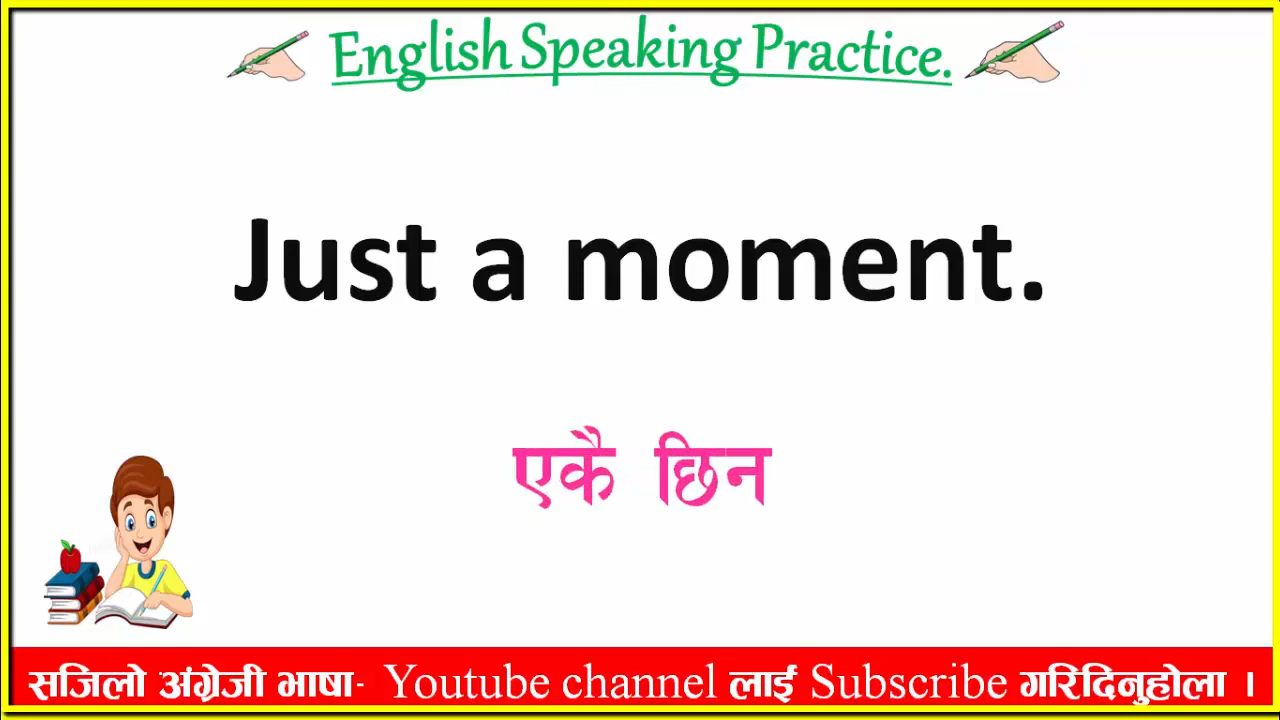 English Speaking Practice.
Just a moment.
एकै छिन
सजिलो अंग्रेजी भाषा- Youtube channel लाई Subscribe गरिदिनुहोला ।